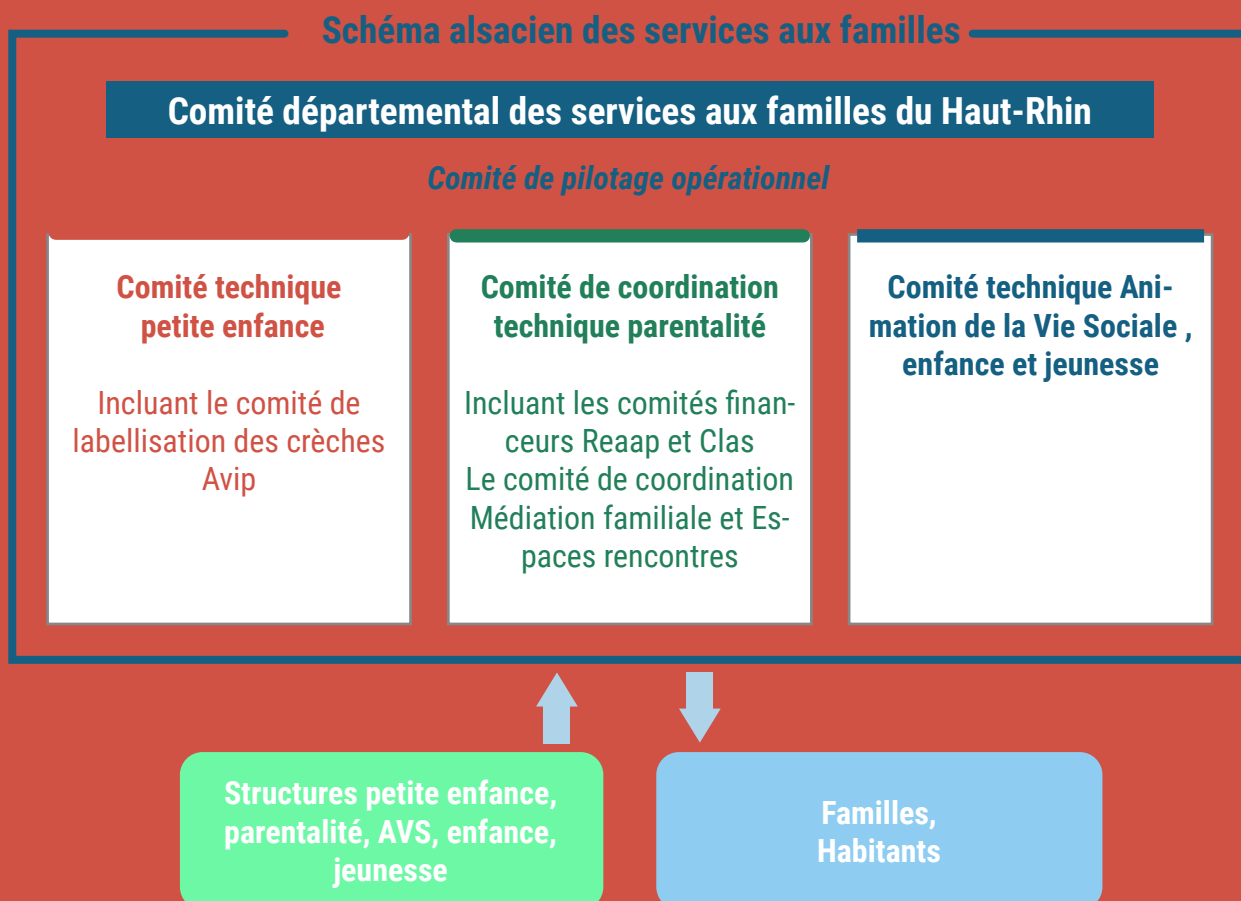 Schéma alsacien des services aux familles
Comité départemental des services aux familles du Haut-Rhin
Comité de pilotage opérationnel
Comité technique
petite enfance
Incluant le comité de
labellisation des crèches
Avip
Comité de coordination
technique parentalité
Incluant les comités finan-
ceurs Reaap et Clas
Le comité de coordination
Médiation familiale et Es-
paces rencontres
Comité technique Ani-
mation de la Vie Sociale ,
enfance et jeunesse
Structures petite enfance,
parentalité, AVS, enfance,
jeunesse
Familles,
Habitants